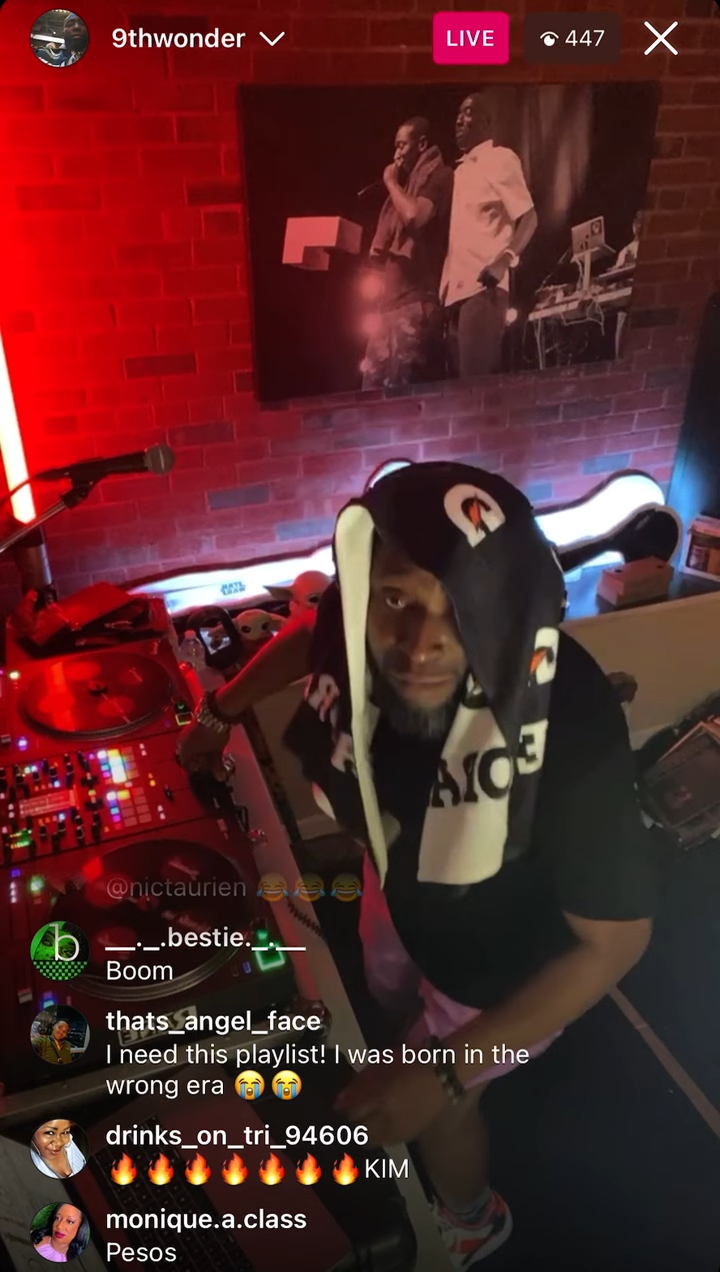 9thwonder
LIVE
447
@nictaurien 😂😂😂
__._.bestie._.__
Boom
thats_angel_face
I need this playlist! I was born in the
wrong era 😭😭
drinks_on_tri_94606
🔥🔥🔥🔥🔥🔥🔥KIM
monique.a.class
Pesos